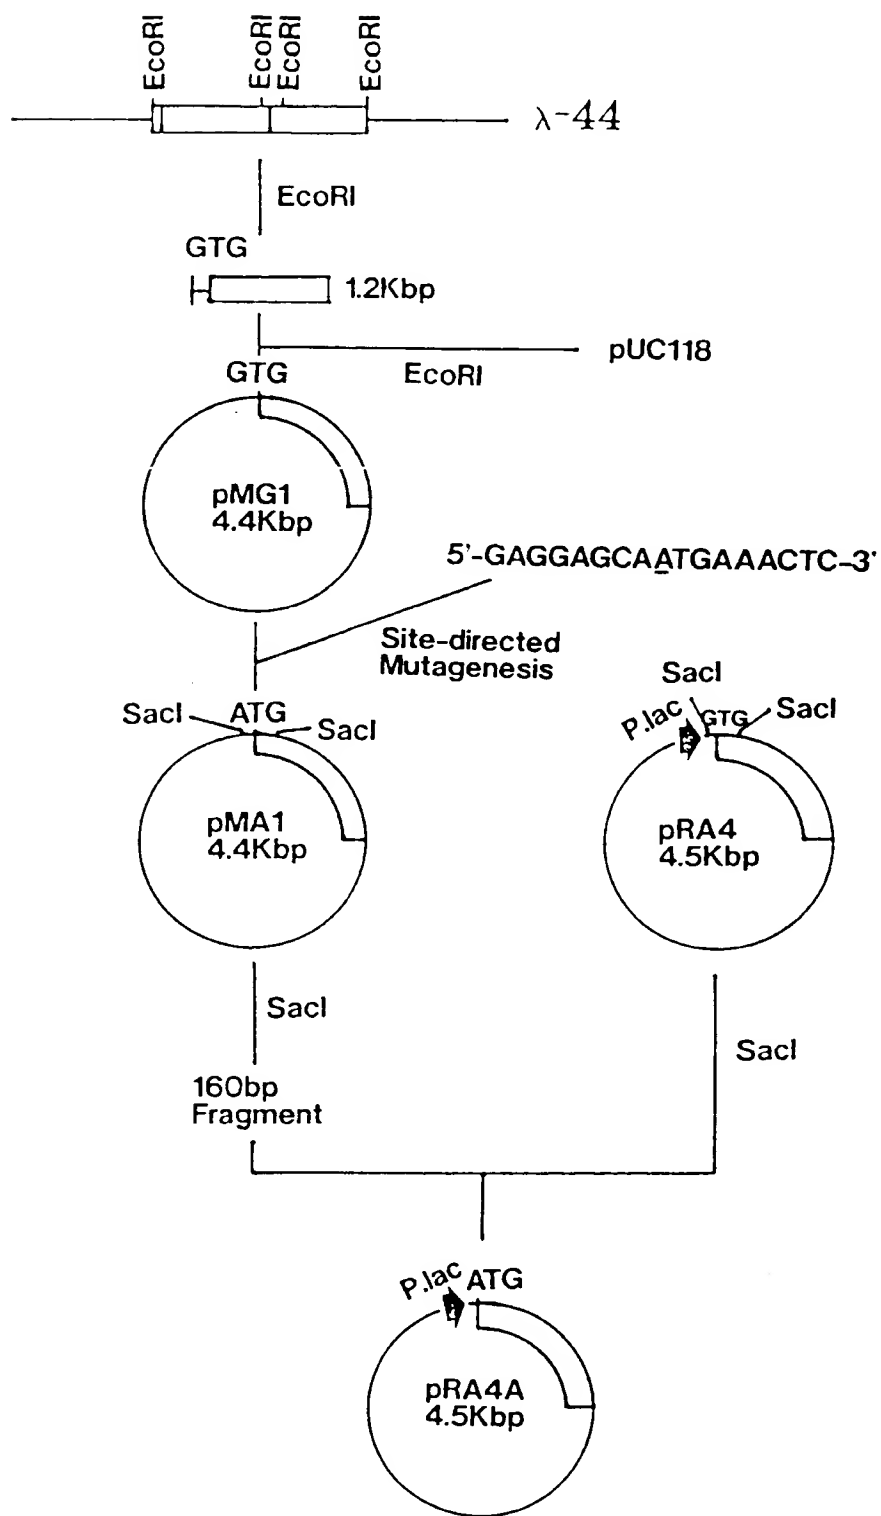 EcoRI
EcoRI
EcoRI
EcoRI
λ-44
EcoRI
GTG
1.2Kbp
pUC118
EcoRI
GTG
pMG1
4.4Kbp
5'-GAGGAGCAATGAAACTC-3'
Site-directed
Mutagenesis
SacI
ATG
SacI
pMA1
4.4Kbp
SacI
P.lac
GTG
SacI
pRA4
4.5Kbp
SacI
SacI
160bp
Fragment
P.lac
ATG
pRA4A
4.5Kbp